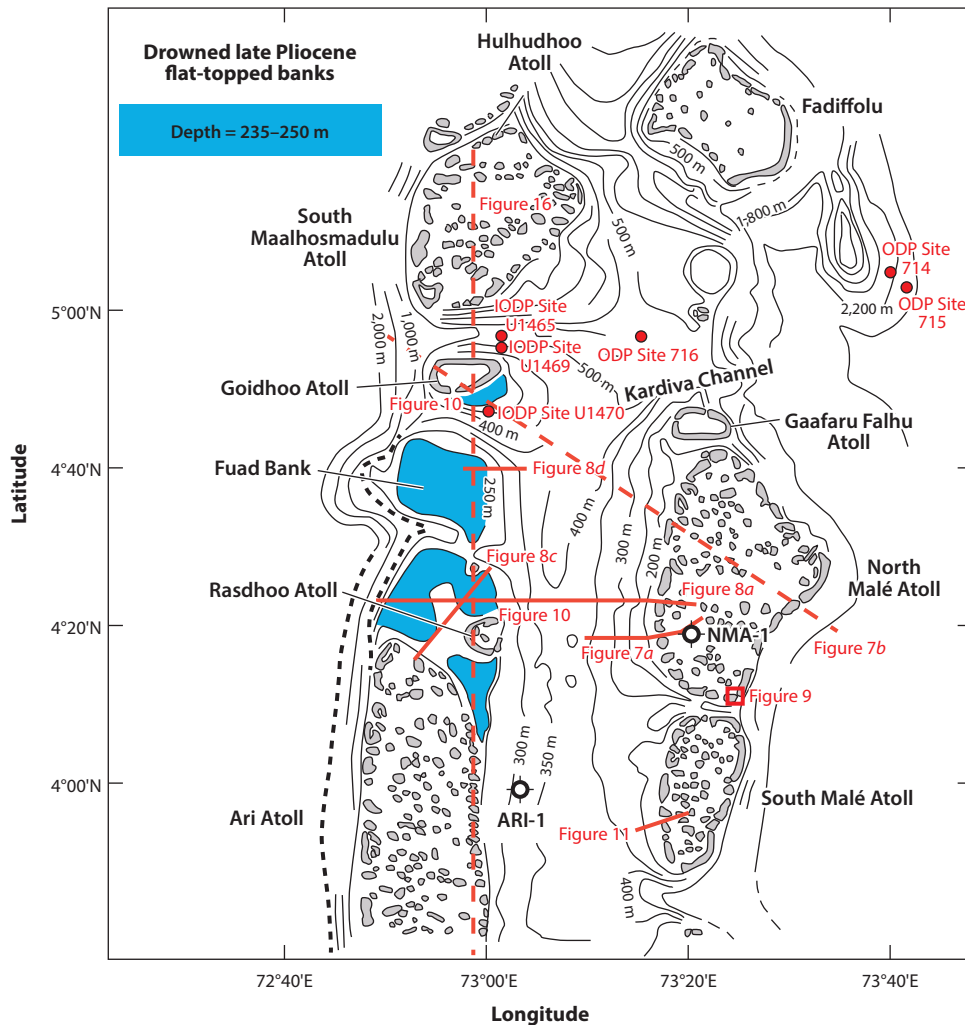 Drowned late Pliocene
flat-topped banks
Depth = 235–250 m
Hulhudhoo
Atoll
Fadiffolu
500 m
Figure 16
South
Maalhosmadulu
Atoll
500 m
1-800 m
ODP Site
714
2,200 m
ODP Site
715
5°00'N
2,000 m
1,000 m
IODP Site
U1465
IODP Site
U1469
ODP Site 716
500 m
Goidhoo Atoll
Kardiva Channel
Figure 10
IODP Site U1470
400 m
Gaafaru Falhu
Atoll
4°40'N
Fuad Bank
Figure 8d
250 m
400 m
300 m
200 m
Latitude
Figure 8c
North
Malé Atoll
Rasdhoo Atoll
Figure 8a
Figure 10
4°20'N
NMA-1
Figure 7a
Figure 7b
Figure 9
300 m
350 m
4°00'N
South Malé Atoll
Ari Atoll
ARI-1
Figure 11
400 m
72°40'E
73°00'E
73°20'E
73°40'E
Longitude